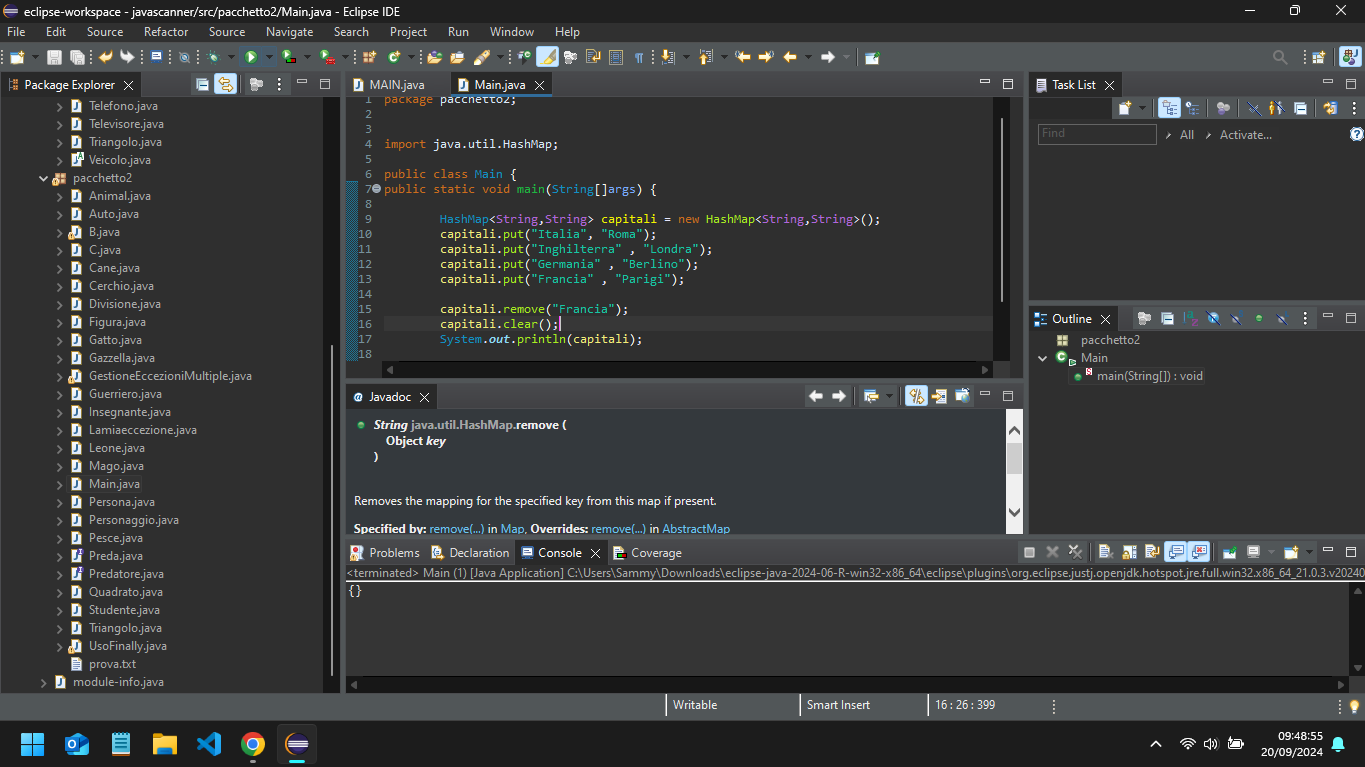 eclipse-workspace - javascanner/src/pacchetto2/Main.java - Eclipse IDE
File Edit Source Refactor Source Navigate Search Project Run Window Help
Package Explorer
Telefono.java
Televisore.java
Triangolo.java
Veicolo.java
pacchetto2
Animal.java
Auto.java
B.java
C.java
Cane.java
Cerchio.java
Divisione.java
Figura.java
Gatto.java
Gazzella.java
GestioneEccezioniMultiple.java
Guerriero.java
Insegnante.java
Lamiaeccezione.java
Leone.java
Mago.java
Main.java
Persona.java
Personaggio.java
Pesce.java
Preda.java
Predatore.java
Quadrato.java
Studente.java
Triangolo.java
UsoFinally.java
prova.txt
module-info.java
MAIN.java Main.java
1 package pacchetto2;
2
3
4 import java.util.HashMap;
5
6 public class Main {
7 public static void main(String[]args) {
8
9 HashMap<String,String> capitali = new HashMap<String,String>();
10 capitali.put("Italia", "Roma");
11 capitali.put("Inghilterra" , "Londra");
12 capitali.put("Germania" , "Berlino");
13 capitali.put("Francia" , "Parigi");
14
15 capitali.remove("Francia");
16 capitali.clear();
17 System.out.println(capitali);
18
Javadoc
String java.util.HashMap.remove (
Object key
)
Removes the mapping for the specified key from this map if present.
Specified by: remove(...) in Map, Overrides: remove(...) in AbstractMap
Problems Declaration Console Coverage
<terminated> Main (1) [Java Application] C:\Users\Sammy\Downloads\eclipse-java-2024-06-R-win32-x86_64\eclipse\plugins\org.eclipse.justj.openjdk.hotspot.jre.full.win32.x86_64_21.0.3.v20240
{}
Task List
Find All Activate...
Outline
pacchetto2
Main
main(String[]) : void
Writable Smart Insert 16 : 26 : 399
09:48:55
20/09/2024